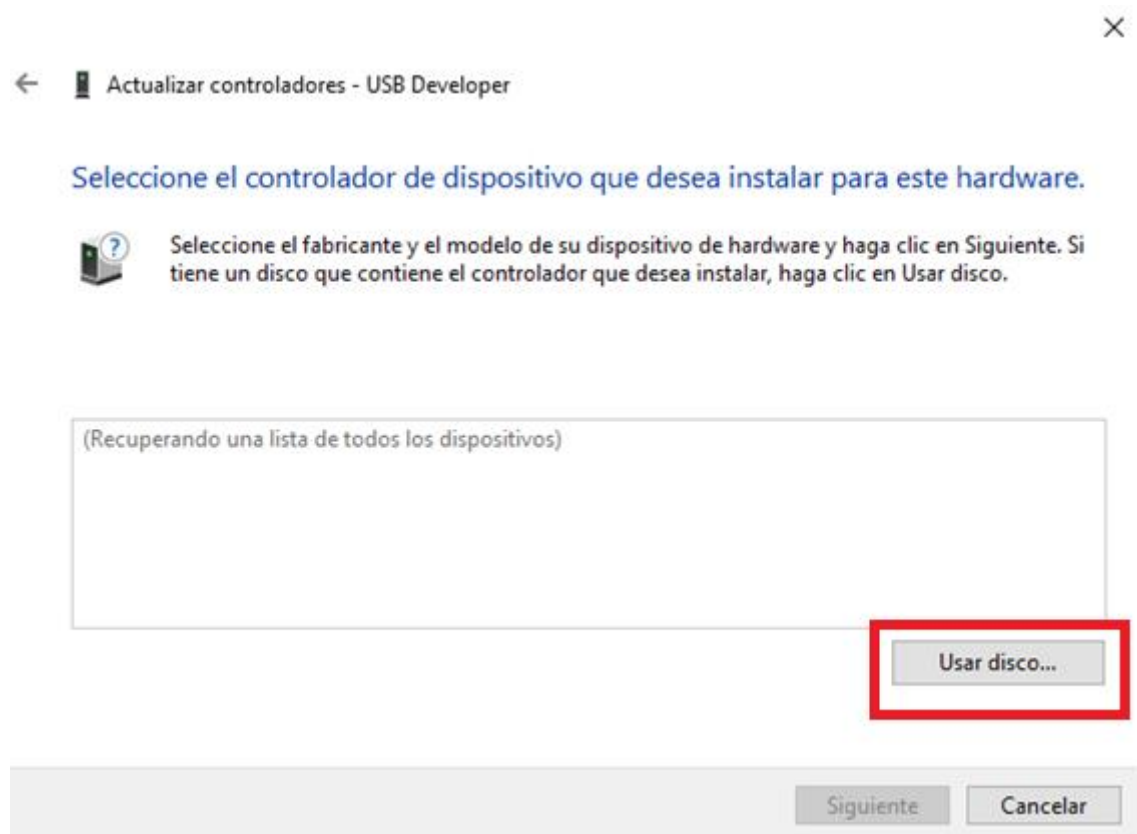 Actualizar controladores - USB Developer
Seleccione el controlador de dispositivo que desea instalar para este hardware.
Seleccione el fabricante y el modelo de su dispositivo de hardware y haga clic en Siguiente. Si
tiene un disco que contiene el controlador que desea instalar, haga clic en Usar disco.
(Recuperando una lista de todos los dispositivos)
Usar disco...
Siguiente
Cancelar